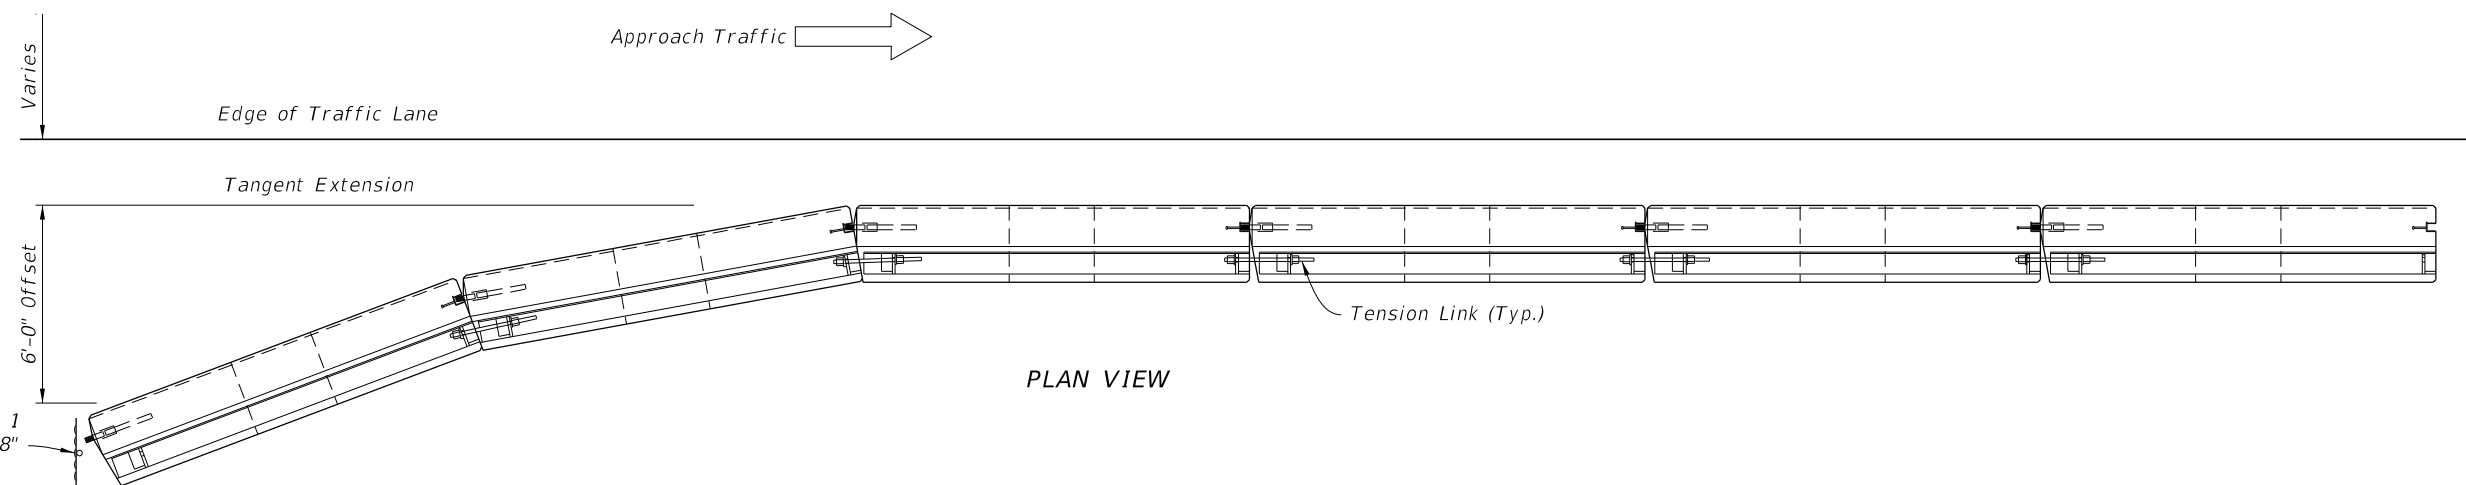 Approach Traffic
Varies
Edge of Traffic Lane
Tangent Extension
6'-0" Offset
Tension Link (Typ.)
PLAN VIEW
1
8"